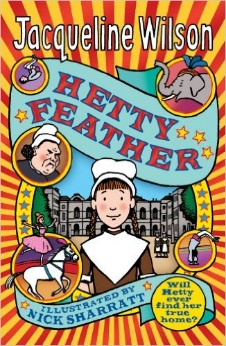 Jacqueline Wilson
HETTY
FEATHER
ILLUSTRATED BY
NICK SHARRATT
Will
Hetty
ever
find her
true
home?